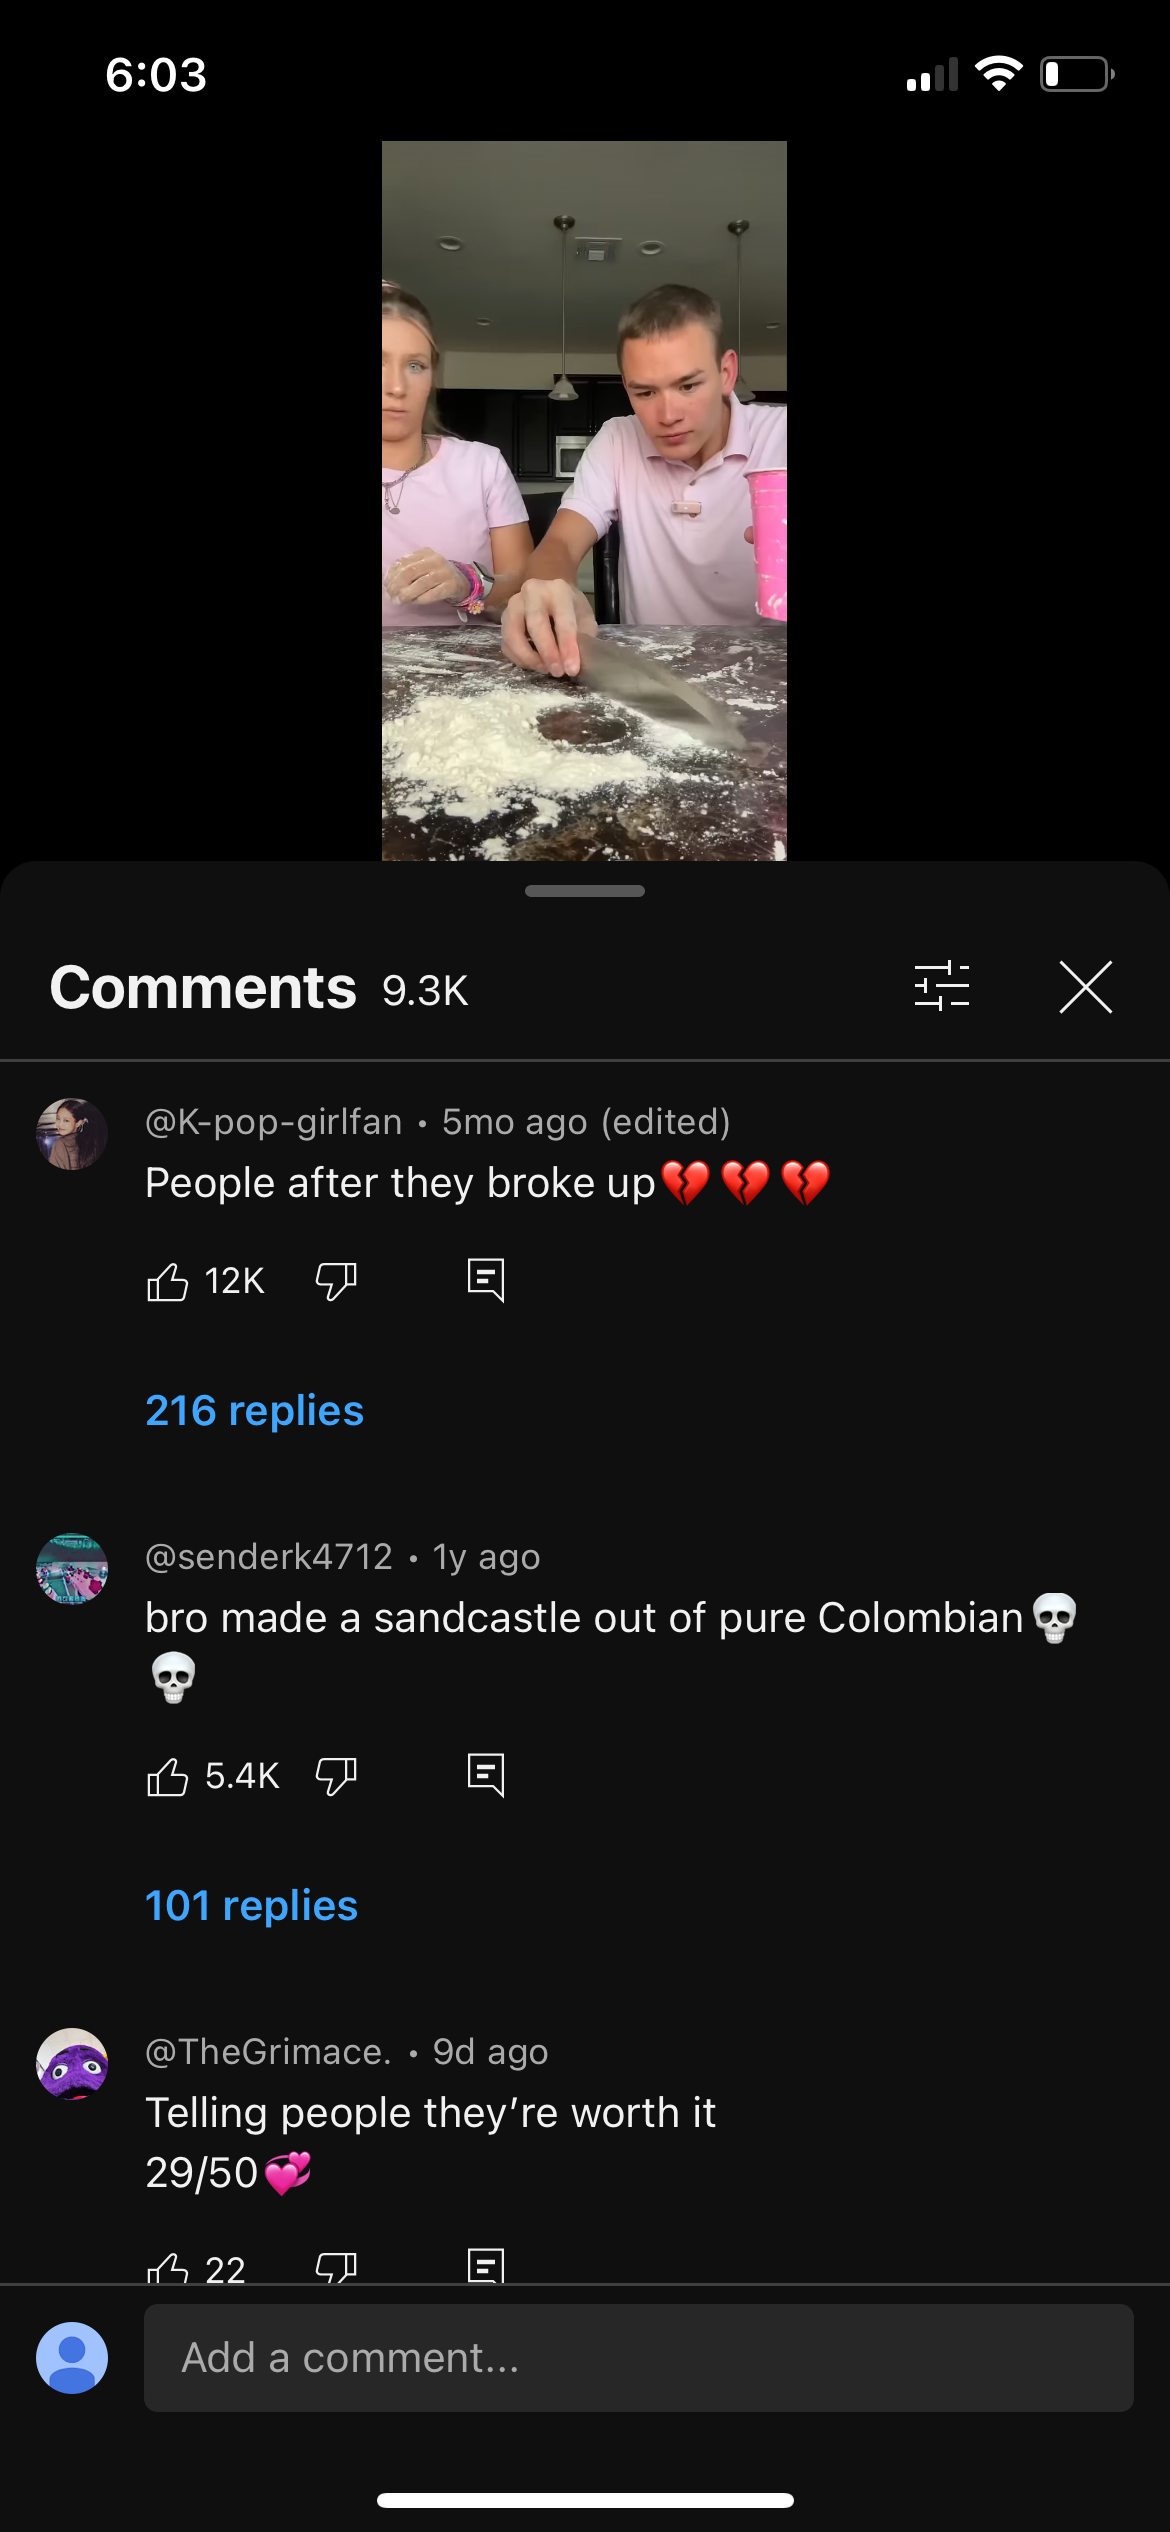 6:03
Comments 9.3K
@K-pop-girlfan • 5mo ago (edited)
People after they broke up💔💔💔
12K
216 replies
@senderk4712 • 1y ago
bro made a sandcastle out of pure Colombian💀
💀
5.4K
101 replies
@TheGrimace. • 9d ago
Telling people they’re worth it
29/50💞
22
Add a comment...